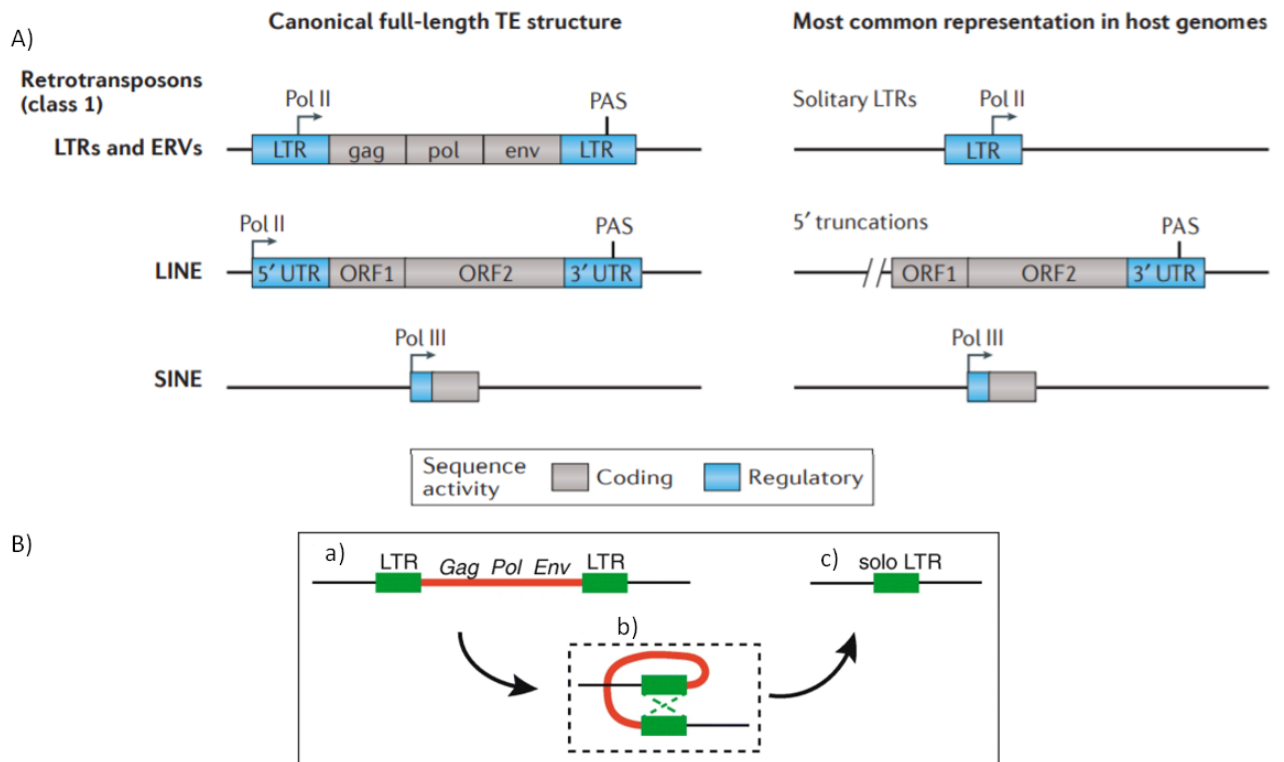 Canonical full-length TE structure
Most common representation in host genomes
A)
Retrotransposons
(class 1)
Pol II
PAS
Solitary LTRs
Pol II
LTRs and ERVs
LTR
gag
pol
env
LTR
LTR
Pol II
PAS
5′ truncations
PAS
LINE
5′ UTR
ORF1
ORF2
3′ UTR
ORF1
ORF2
3′ UTR
Pol III
Pol III
SINE
Sequence
activity
Coding
Regulatory
B)
a)
LTR
Gag Pol Env
LTR
c)
solo LTR
b)